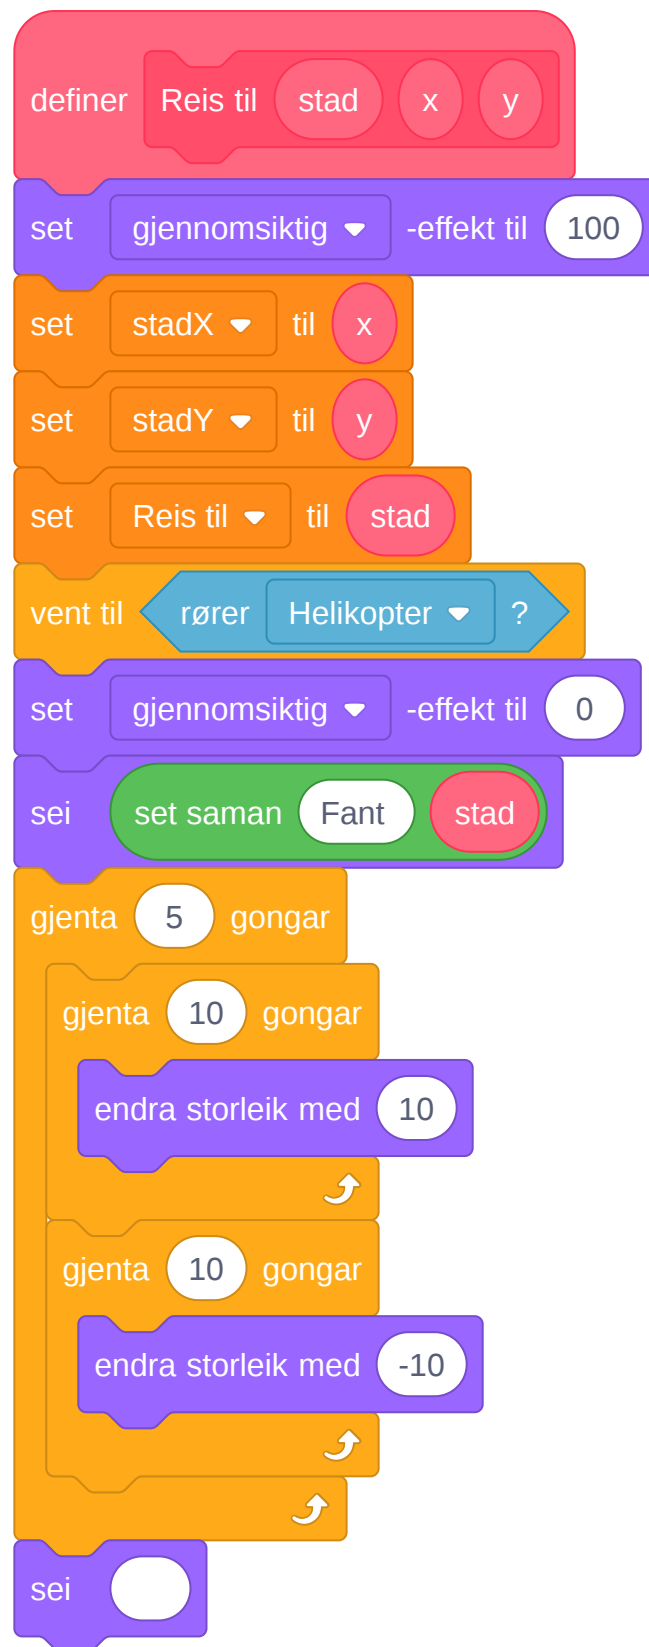 definer Reis til stad x y
set gjennomsiktig -effekt til 100
set stadX til x
set stadY til y
set Reis til til stad
vent til rører Helikopter ?
set gjennomsiktig -effekt til 0
sei set saman Fant stad
gjenta 5 gongar
gjenta 10 gongar
endra storleik med 10
gjenta 10 gongar
endra storleik med -10
sei